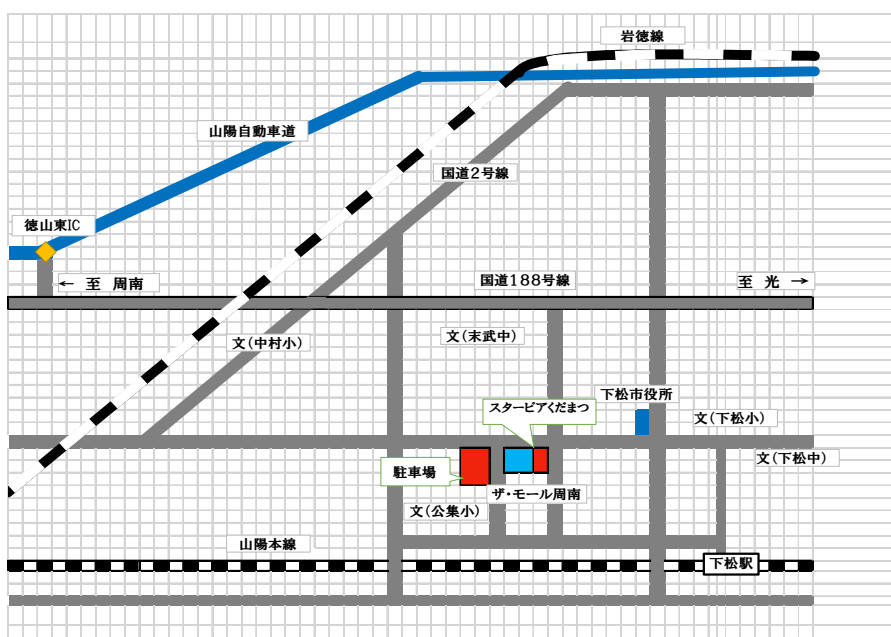 岩徳線
山陽自動車道
国道2号線
徳山東IC
← 至 周南
国道188号線
至 光 →
文(中村小)
文(末武中)
下松市役所
スターピアくだまつ
文(下松小)
文(下松中)
駐車場
ザ・モール周南
文(公集小)
山陽本線
下松駅